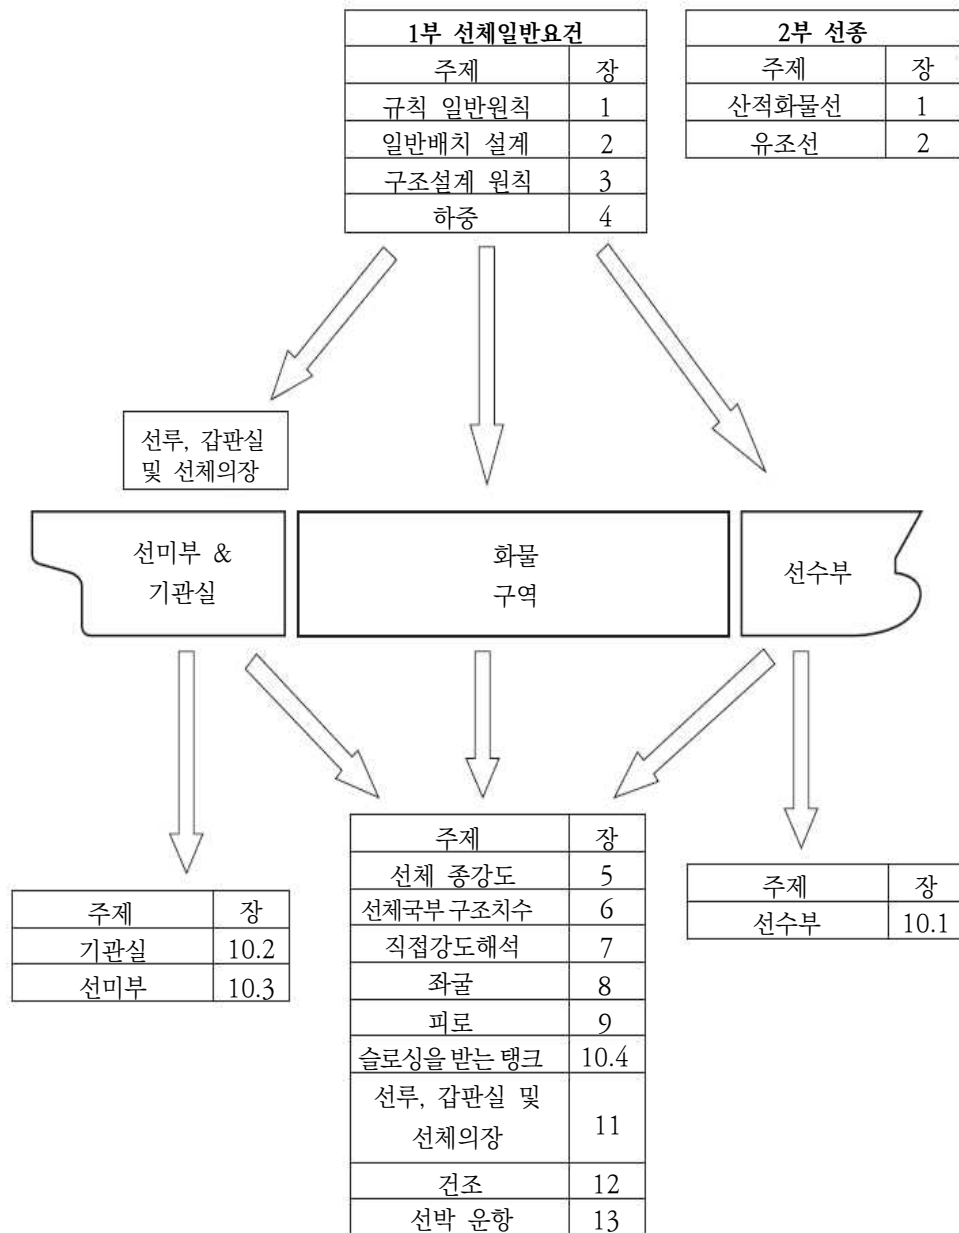 1부 선체일반요건
주제 장
규칙 일반원칙 1
일반배치 설계 2
구조설계 원칙 3
하중 4
2부 선종
주제 장
산적화물선 1
유조선 2
선루, 갑판실
및 선체의장
선미부 &
기관실
화물
구역
선수부
주제 장
기관실 10.2
선미부 10.3
주제 장
선체 종강도 5
선체국부 구조치수 6
직접강도해석 7
좌굴 8
피로 9
슬로싱을 받는 탱크 10.4
선루, 갑판실 및
선체의장 11
건조 12
선박 운항 13
주제 장
선수부 10.1